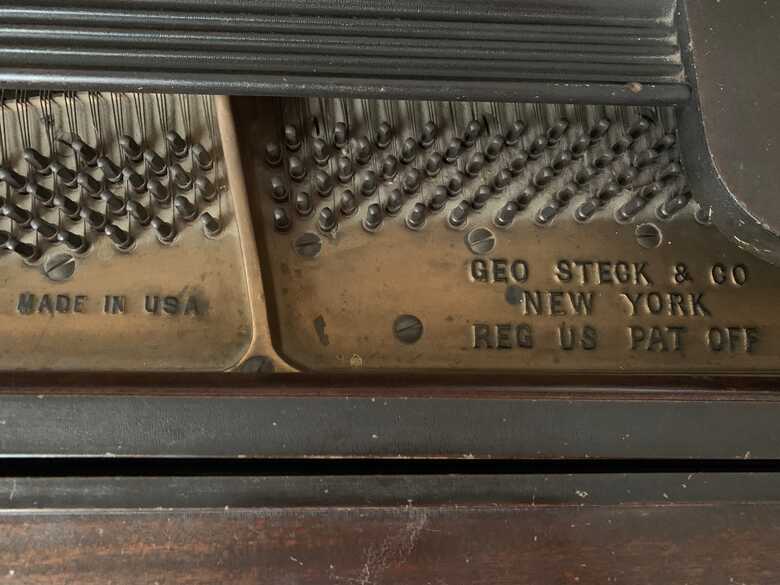 MADE IN USA
GEO STECK & CO
NEW YORK
REG US PAT OFF